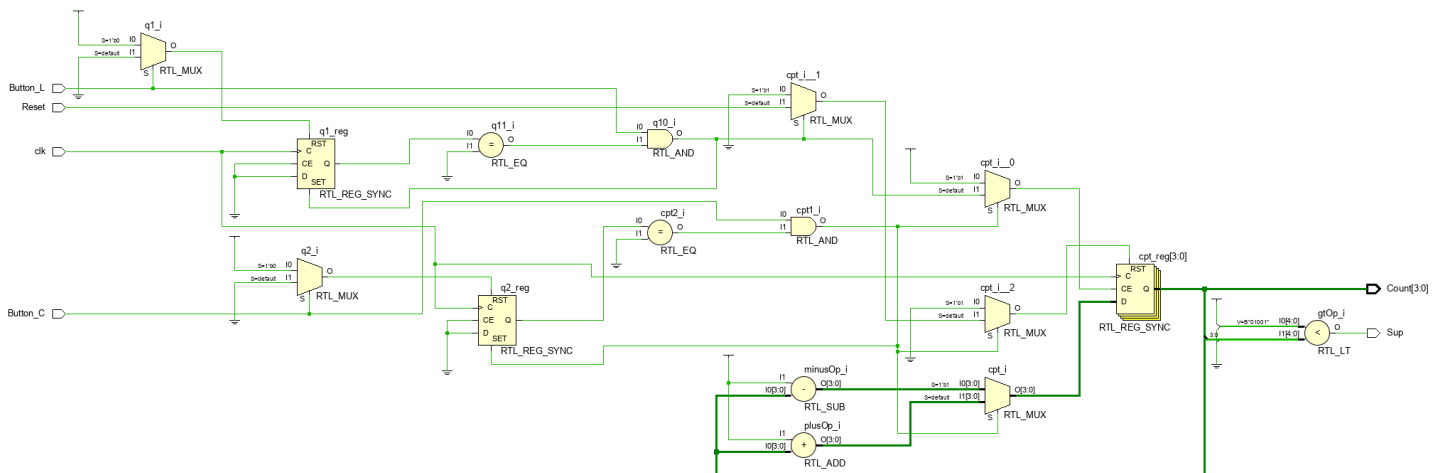 q1_i
S=1'b0 I0
S=default I1
O
S
RTL_MUX
Button_L
Reset
clk
q1_reg
RST
C
CE Q
D
SET
RTL_REG_SYNC
q11_i
I0
I1
=
O
RTL_EQ
q10_i
I0
I1
O
RTL_AND
cpt_i__1
S=1'b1 I0
S=default I1
O
S
RTL_MUX
cpt_i__0
S=1'b1 I0
S=default I1
O
S
RTL_MUX
cpt2_i
I0
I1
=
O
RTL_EQ
cpt1_i
I0
I1
O
RTL_AND
q2_i
S=1'b0 I0
S=default I1
O
S
RTL_MUX
Button_C
q2_reg
RST
C
CE Q
D
SET
RTL_REG_SYNC
cpt_i__2
S=1'b1 I0
S=default I1
O
S
RTL_MUX
cpt_reg[3:0]
RST
C
CE Q
D
RTL_REG_SYNC
Count[3:0]
gtOp_i
V=B"01001" I0[4:0]
3:0 I1[4:0]
<
O
Sup
RTL_LT
minusOp_i
I1
I0[3:0]
-
O[3:0]
RTL_SUB
cpt_i
S=1'b1 I0[3:0]
S=default I1[3:0]
O[3:0]
S
RTL_MUX
plusOp_i
I1
I0[3:0]
+
O[3:0]
RTL_ADD